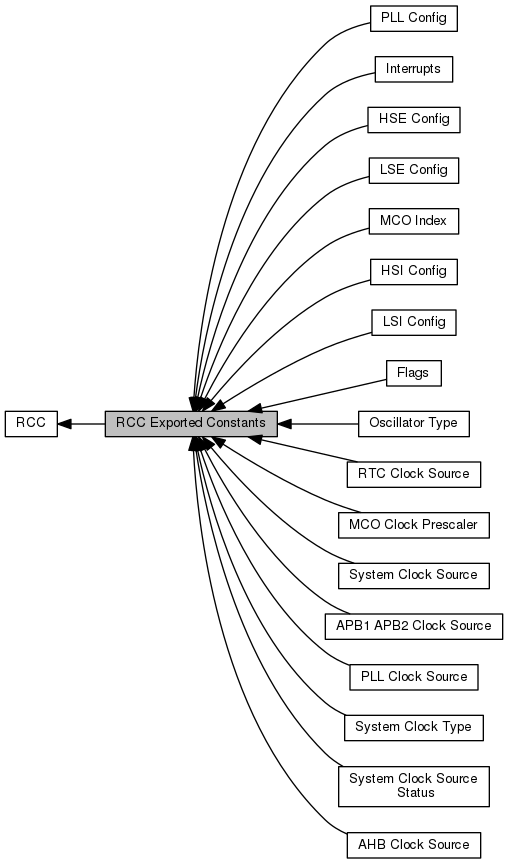 PLL Config
Interrupts
HSE Config
LSE Config
MCO Index
HSI Config
LSI Config
Flags
RCC
RCC Exported Constants
Oscillator Type
RTC Clock Source
MCO Clock Prescaler
System Clock Source
APB1 APB2 Clock Source
PLL Clock Source
System Clock Type
System Clock Source
Status
AHB Clock Source